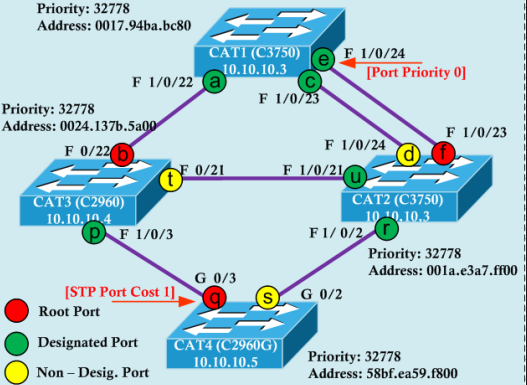 Priority: 32778
Address: 0017.94ba.bc80
CAT1 (C3750)
10.10.10.3
e
F 1/0/24
[Port Priority 0]
F 1/0/22
a
c
F 1/0/23
Priority: 32778
Address: 0024.137b.5a00
F 0/22
b
F 1/0/24
d
f
F 1/0/23
t
F 0/21
F 1/0/21
u
CAT3 (C2960)
10.10.10.4
CAT2 (C3750)
10.10.10.3
p
F 1/0/3
F 1/ 0/2
r
Priority: 32778
Address: 001a.e3a7.ff00
[STP Port Cost 1]
G 0/3
q
s
G 0/2
Root Port
Designated Port
Non – Desig. Port
CAT4 (C2960G)
10.10.10.5
Priority: 32778
Address: 58bf.ea59.f800